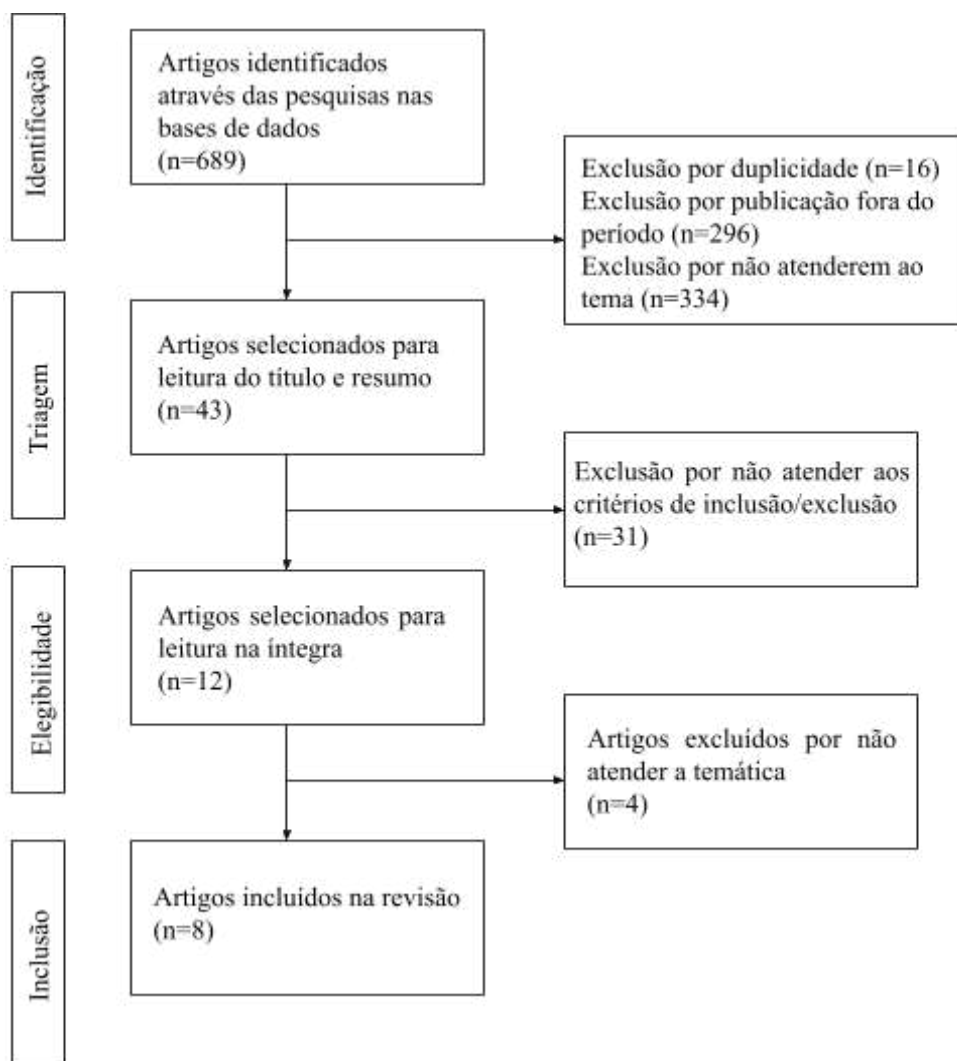 Identificação
Artigos identificados
através das pesquisas nas
bases de dados
(n=689)
Exclusão por duplicidade (n=16)
Exclusão por publicação fora do
período (n=296)
Exclusão por não atenderem ao
tema (n=334)
Triagem
Artigos selecionados para
leitura do título e resumo
(n=43)
Exclusão por não atender aos
critérios de inclusão/exclusão
(n=31)
Elegibilidade
Artigos selecionados para
leitura na íntegra
(n=12)
Artigos excluídos por não
atender a temática
(n=4)
Inclusão
Artigos incluídos na revisão
(n=8)